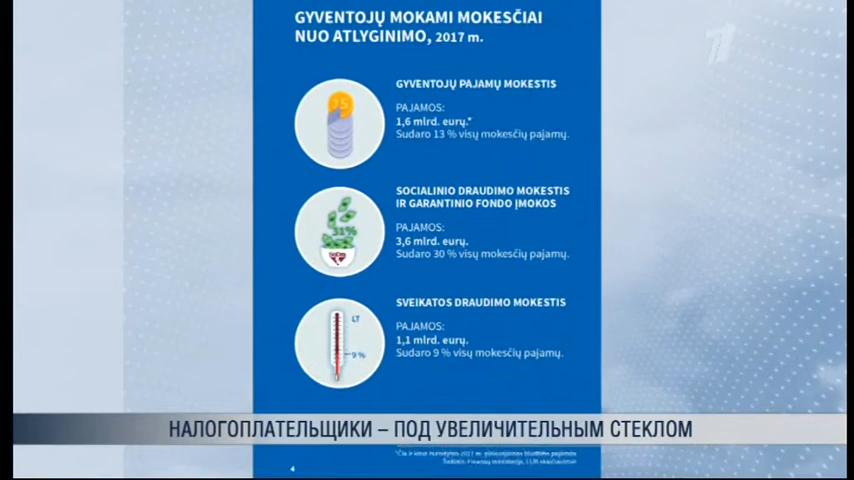 GYVENTOJŲ MOKAMI MOKESČIAI
NUO ATLYGINIMO, 2017 m.
15
GYVENTOJŲ PAJAMŲ MOKESTIS
PAJAMOS:
1,6 mlrd. eurų.*
Sudaro 13 % visų mokesčių pajamų.
31%
SOCIALINIO DRAUDIMO MOKESTIS
IR GARANTINIO FONDO ĮMOKOS
PAJAMOS:
3,6 mlrd. eurų.
Sudaro 30 % visų mokesčių pajamų.
LT
9 %
SVEIKATOS DRAUDIMO MOKESTIS
PAJAMOS:
1,1 mlrd. eurų.
Sudaro 9 % visų mokesčių pajamų.
НАЛОГОПЛАТЕЛЬЩИКИ – ПОД УВЕЛИЧИТЕЛЬНЫМ СТЕКЛОМ
4